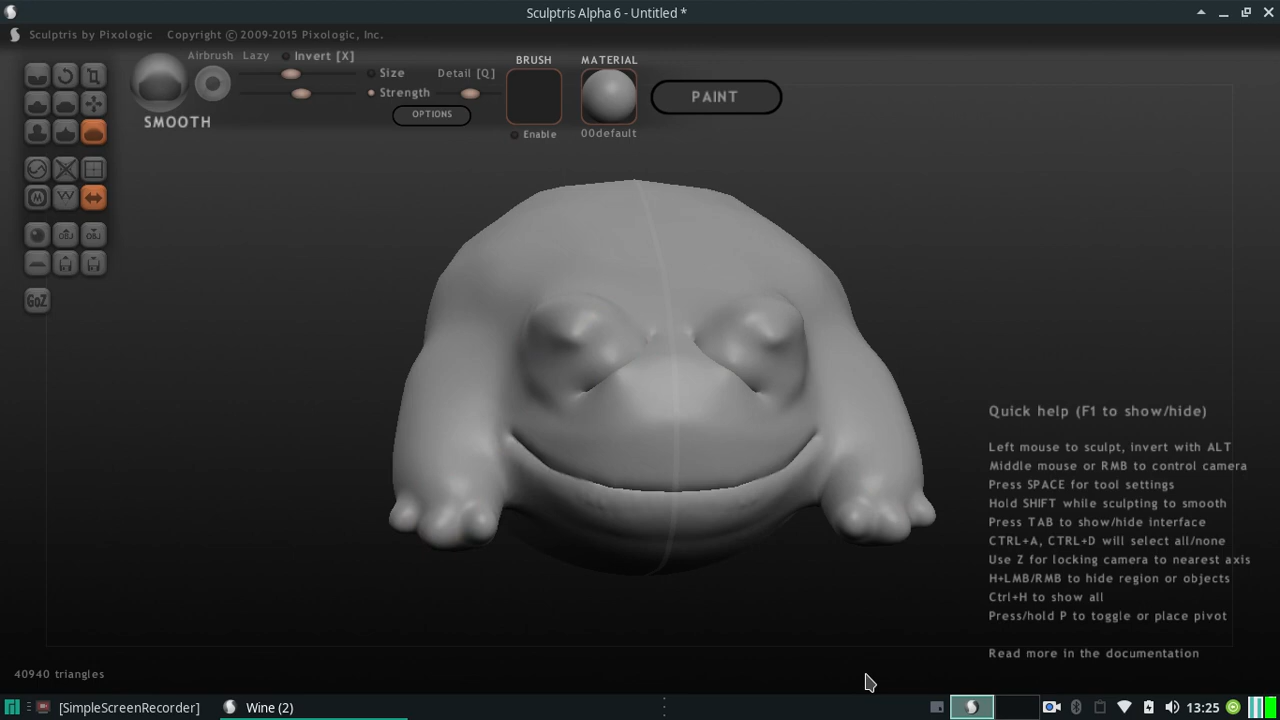 Sculptris Alpha 6 - Untitled *
Sculptris by Pixologic Copyright © 2009-2015 Pixologic, Inc.
Airbrush Lazy Invert [X]
Size Detail [Q]
Strength
OPTIONS
SMOOTH
BRUSH
Enable
MATERIAL
00default
PAINT
OBJ OBJ
GoZ
Quick help (F1 to show/hide)
Left mouse to sculpt, invert with ALT
Middle mouse or RMB to control camera
Press SPACE for tool settings
Hold SHIFT while sculpting to smooth
Press TAB to show/hide interface
CTRL+A, CTRL+D will select all/none
Use Z for locking camera to nearest axis
H+LMB/RMB to hide region or objects
Ctrl+H to show all
Press/hold P to toggle or place pivot
Read more in the documentation
40940 triangles
[SimpleScreenRecorder] Wine (2) 13:25